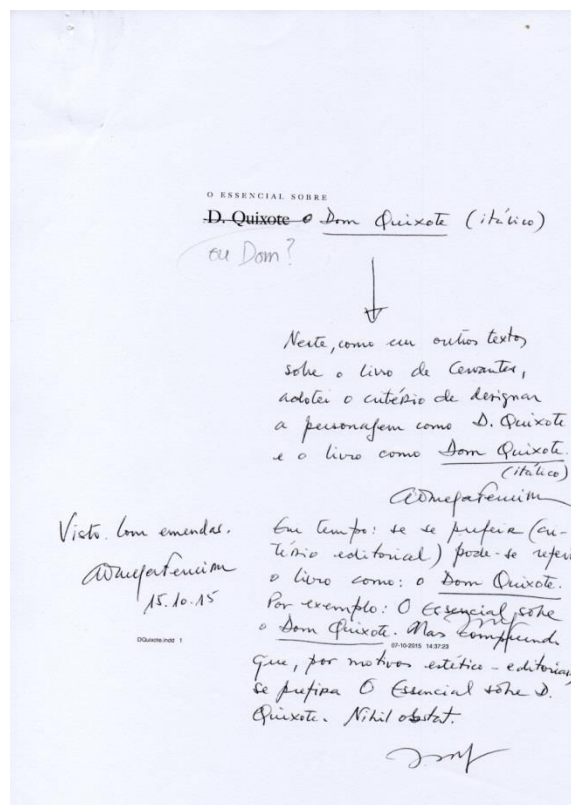 O ESSENCIAL SOBRE
D. Quixote o Dom Quixote (itálico)
ou Dom?
Neste, como em outros textos
sobre o livro de Cervantes,
adotei o critério de designar
a personagem como D. Quixote
e o livro como Dom Quixote.
(itálico)
Visto. Com emendas.
15.10.15
DQuixote.indd 1
Em tempo: se se prefere (cri-
tério editorial) pode-se referir
o livro como: o Dom Quixote.
Por exemplo: O Essencial sobre
o Dom Quixote. Mas compreendo
07-10-2015 14:37:23
que, por motivos estético-editoriais,
se prefira O Essencial sobre D.
Quixote. Nihil obstat.